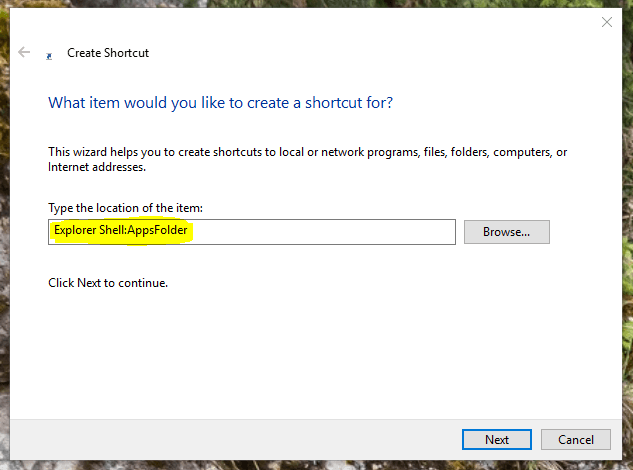 Create Shortcut
What item would you like to create a shortcut for?
This wizard helps you to create shortcuts to local or network programs, files, folders, computers, or
Internet addresses.
Type the location of the item:
Explorer Shell:AppsFolder
Browse...
Click Next to continue.
Next
Cancel